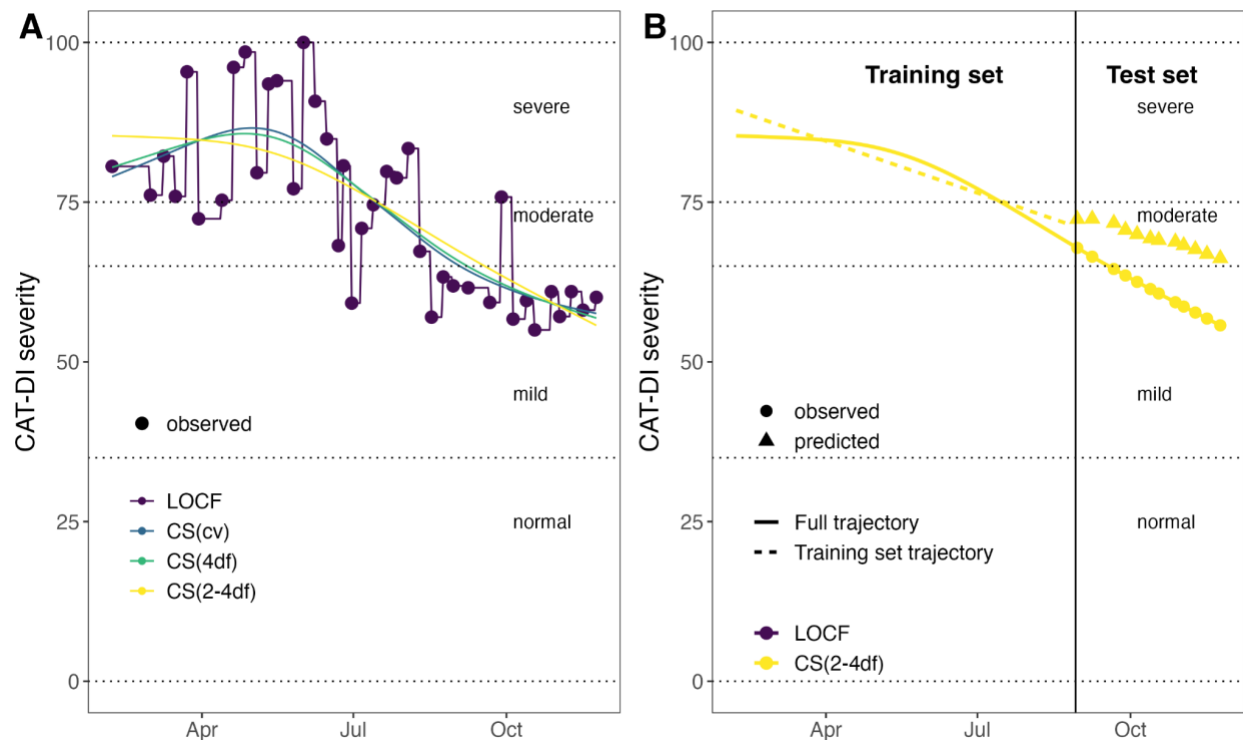 A
CAT-DI severity
100
75
50
25
0
severe
moderate
mild
normal
observed
LOCF
CS(cv)
CS(4df)
CS(2-4df)
Apr
Jul
Oct
B
CAT-DI severity
100
75
50
25
0
Training set
Test set
severe
moderate
mild
normal
observed
predicted
Full trajectory
Training set trajectory
LOCF
CS(2-4df)
Apr
Jul
Oct